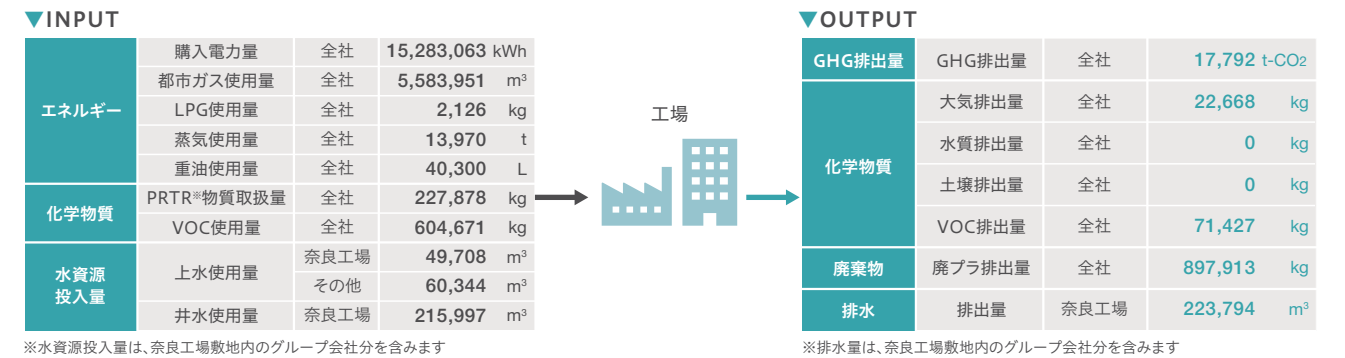 ▼INPUT
エネルギー 購入電力量 全社 15,283,063 kWh
都市ガス使用量 全社 5,583,951 m³
LPG使用量 全社 2,126 kg
蒸気使用量 全社 13,970 t
重油使用量 全社 40,300 L
化学物質 PRTR※物質取扱量 全社 227,878 kg
VOC使用量 全社 604,671 kg
水資源
投入量
上水使用量 奈良工場 49,708 m³
その他 60,344 m³
井水使用量 奈良工場 215,997 m³
※水資源投入量は、奈良工場敷地内のグループ会社分を含みます
工場
▼OUTPUT
GHG排出量 GHG排出量 全社 17,792 t-CO2
化学物質 大気排出量 全社 22,668 kg
水質排出量 全社 0 kg
土壌排出量 全社 0 kg
VOC排出量 全社 71,427 kg
廃棄物 廃プラ排出量 全社 897,913 kg
排水 排出量 奈良工場 223,794 m³
※排水量は、奈良工場敷地内のグループ会社分を含みます